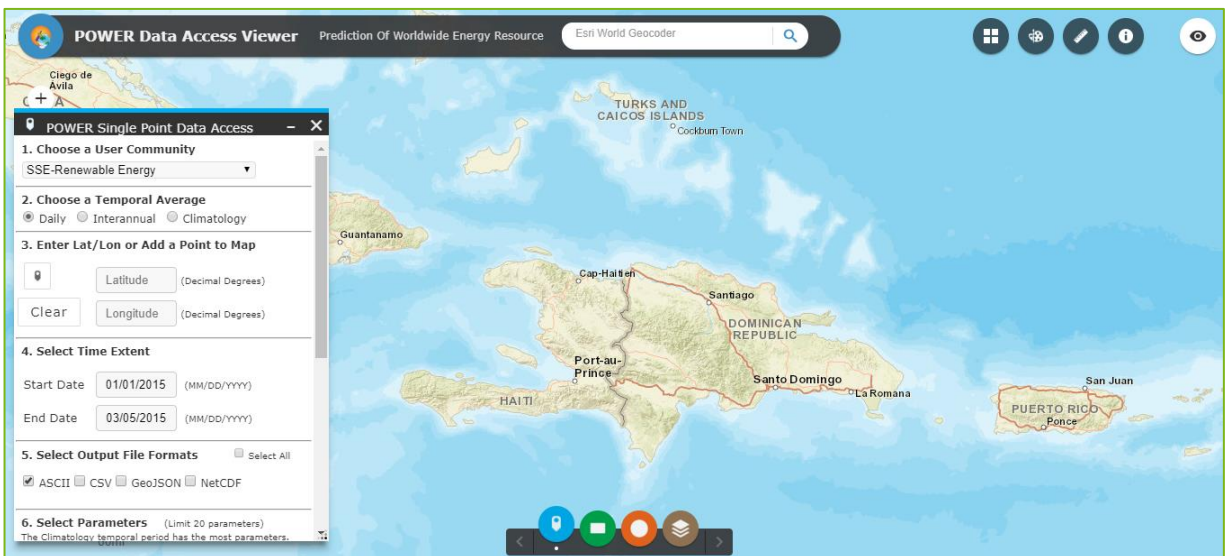 POWER Data Access Viewer Prediction Of Worldwide Energy Resource Esri World Geocoder
Ciego de
Ávila
POWER Single Point Data Access
1. Choose a User Community
SSE-Renewable Energy
2. Choose a Temporal Average
Daily Interannual Climatology
3. Enter Lat/Lon or Add a Point to Map
Latitude (Decimal Degrees)
Clear Longitude (Decimal Degrees)
4. Select Time Extent
Start Date 01/01/2015 (MM/DD/YYYY)
End Date 03/05/2015 (MM/DD/YYYY)
5. Select Output File Formats Select All
ASCII CSV GeoJSON NetCDF
6. Select Parameters (Limit 20 parameters)
The Climatology temporal period has the most parameters.
TURKS AND
CAICOS ISLANDS
Cockburn Town
Guantanamo
Cap-Haïtien
Santiago
DOMINICAN
REPUBLIC
Port-au-
Prince
Santo Domingo
La Romana
HAITI
San Juan
PUERTO RICO
Ponce